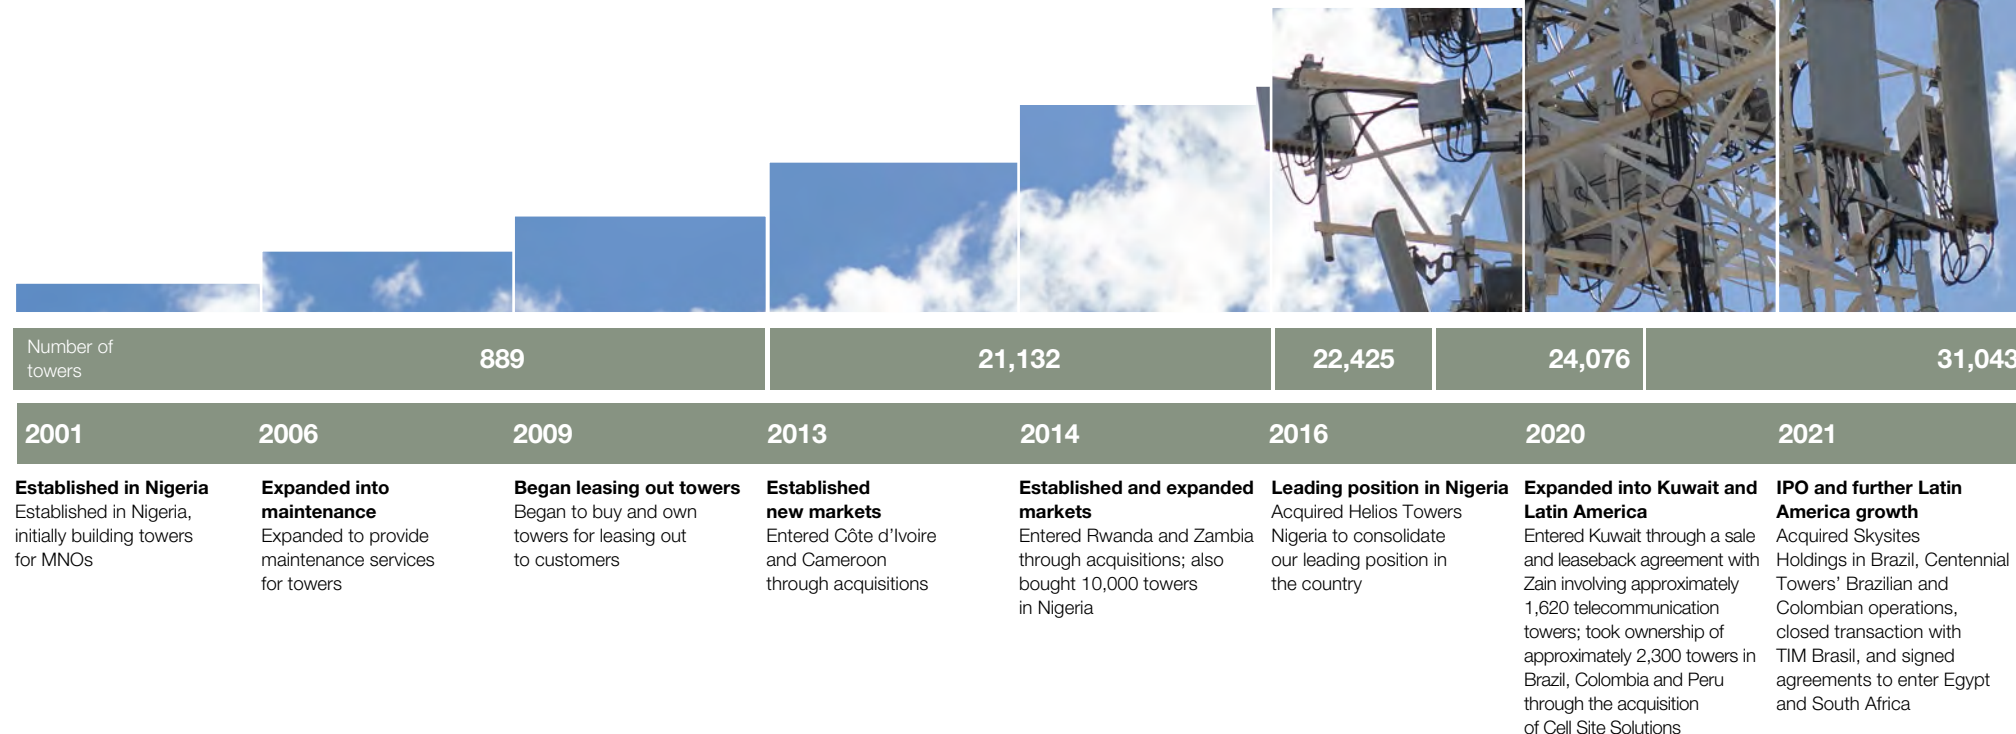 Number of
towers
889
21,132
22,425
24,076
31,043
2001
2006
2009
2013
2014
2016
2020
2021
Established in Nigeria
Established in Nigeria,
initially building towers
for MNOs
Expanded into
maintenance
Expanded to provide
maintenance services
for towers
Began leasing out towers
Began to buy and own
towers for leasing out
to customers
Established
new markets
Entered Côte d'Ivoire
and Cameroon
through acquisitions
Established and expanded
markets
Entered Rwanda and Zambia
through acquisitions; also
bought 10,000 towers
in Nigeria
Leading position in Nigeria
Acquired Helios Towers
Nigeria to consolidate
our leading position in
the country
Expanded into Kuwait and
Latin America
Entered Kuwait through a sale
and leaseback agreement with
Zain involving approximately
1,620 telecommunication
towers; took ownership of
approximately 2,300 towers in
Brazil, Colombia and Peru
through the acquisition
of Cell Site Solutions
IPO and further Latin
America growth
Acquired Skysites
Holdings in Brazil, Centennial
Towers' Brazilian and
Colombian operations,
closed transaction with
TIM Brasil, and signed
agreements to enter Egypt
and South Africa